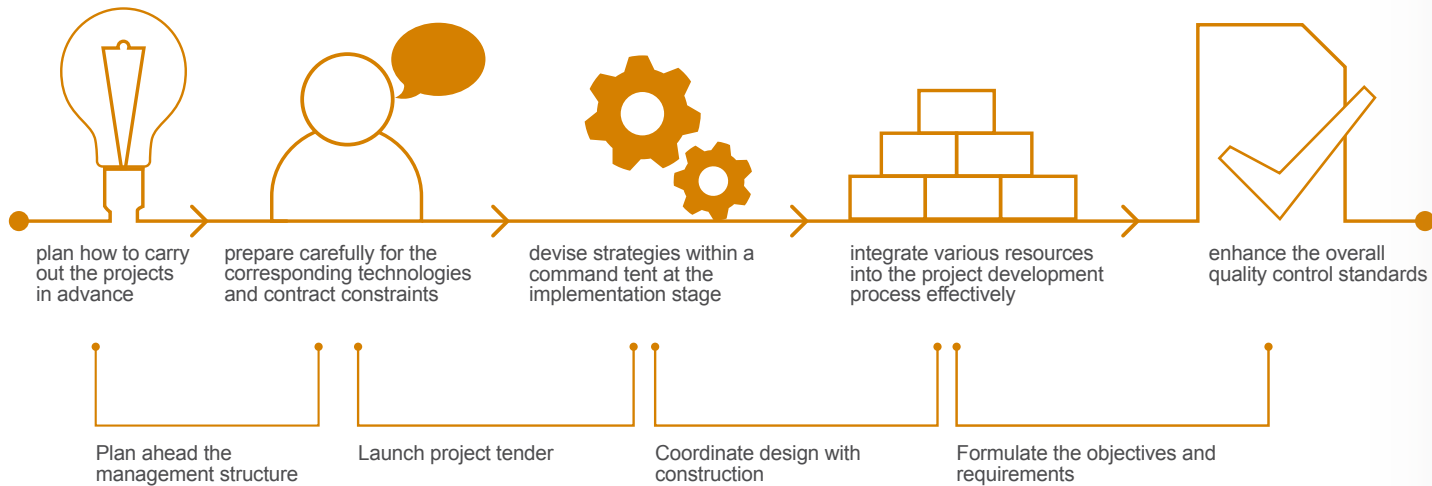 plan how to carry
out the projects
in advance
prepare carefully for the
corresponding technologies
and contract constraints
devise strategies within a
command tent at the
implementation stage
integrate various resources
into the project development
process effectively
enhance the overall
quality control standards
Plan ahead the
management structure
Launch project tender
Coordinate design with
construction
Formulate the objectives and
requirements